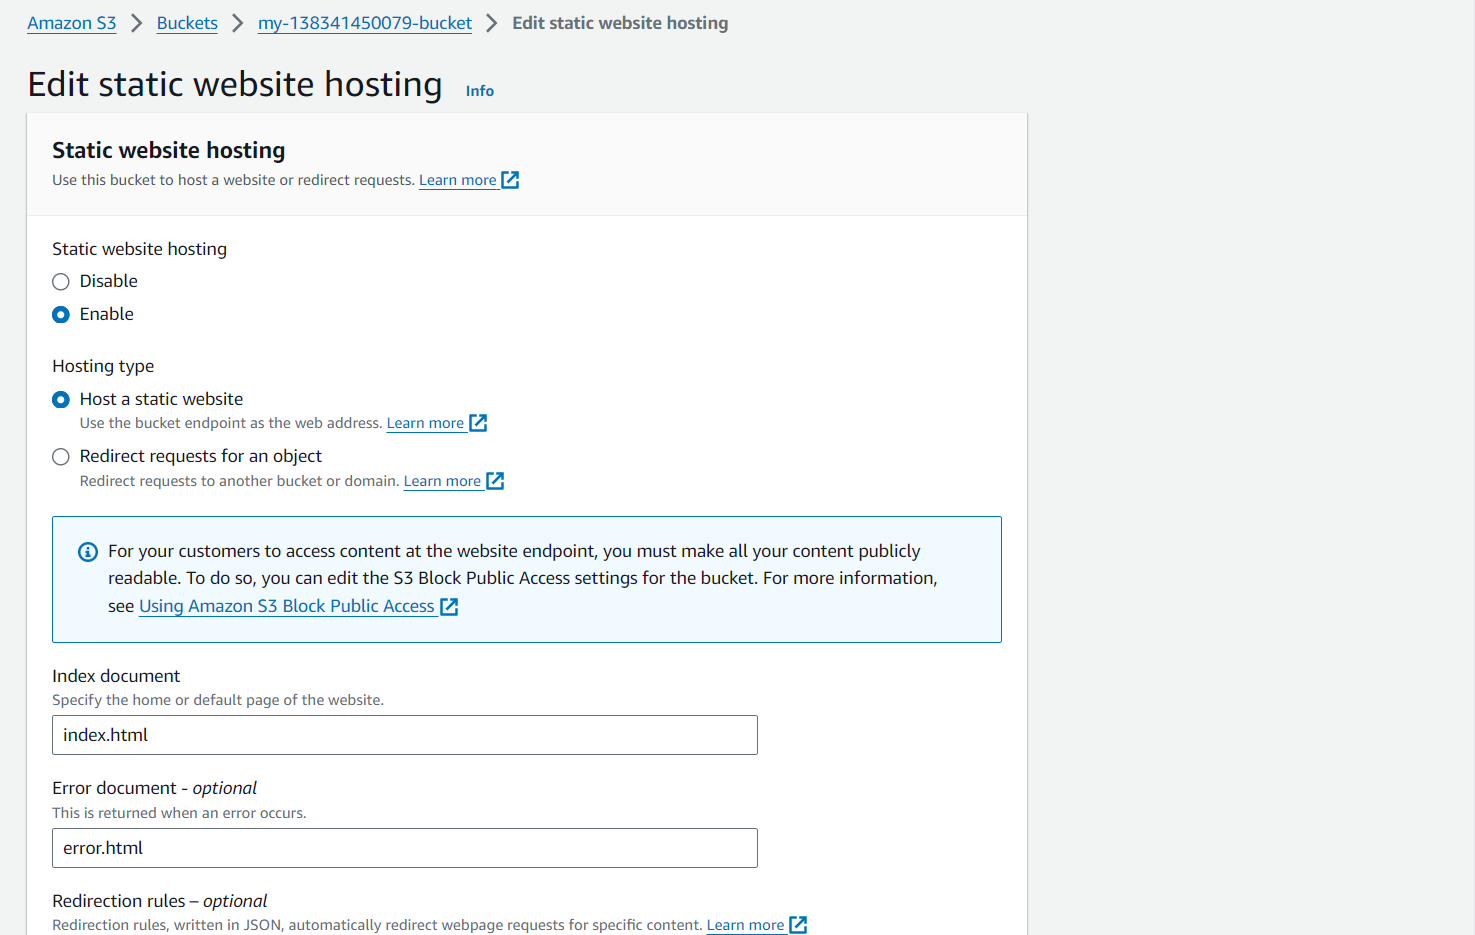 Amazon S3 > Buckets > my-138341450079-bucket > Edit static website hosting
Edit static website hosting Info
Static website hosting
Use this bucket to host a website or redirect requests. Learn more
Static website hosting
Disable
Enable
Hosting type
Host a static website
Use the bucket endpoint as the web address. Learn more
Redirect requests for an object
Redirect requests to another bucket or domain. Learn more
For your customers to access content at the website endpoint, you must make all your content publicly
readable. To do so, you can edit the S3 Block Public Access settings for the bucket. For more information,
see Using Amazon S3 Block Public Access
Index document
Specify the home or default page of the website.
index.html
Error document - optional
This is returned when an error occurs.
error.html
Redirection rules – optional
Redirection rules, written in JSON, automatically redirect webpage requests for specific content. Learn more